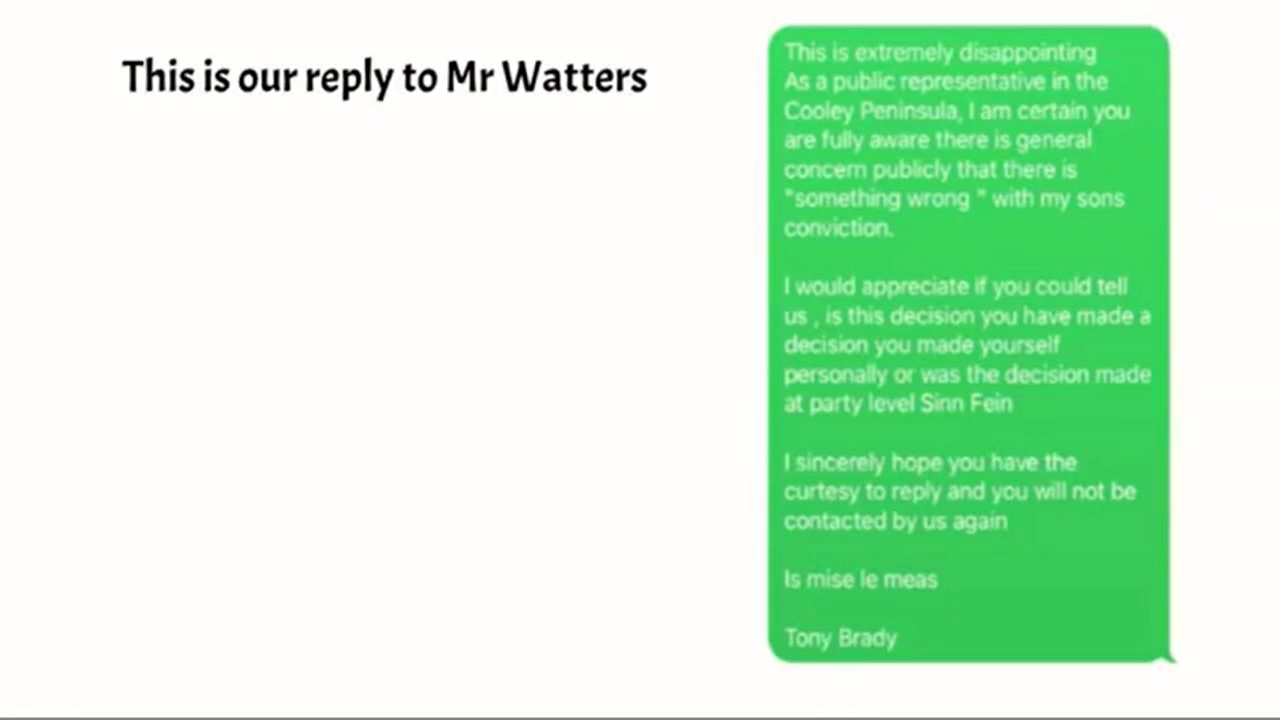 This is our reply to Mr Watters
This is extremely disappointing
As a public representative in the
Cooley Peninsula, I am certain you
are fully aware there is general
concern publicly that there is
"something wrong " with my sons
conviction.
I would appreciate if you could tell
us , is this decision you have made a
decision you made yourself
personally or was the decision made
at party level Sinn Fein
I sincerely hope you have the
curtesy to reply and you will not be
contacted by us again
Is mise le meas
Tony Brady